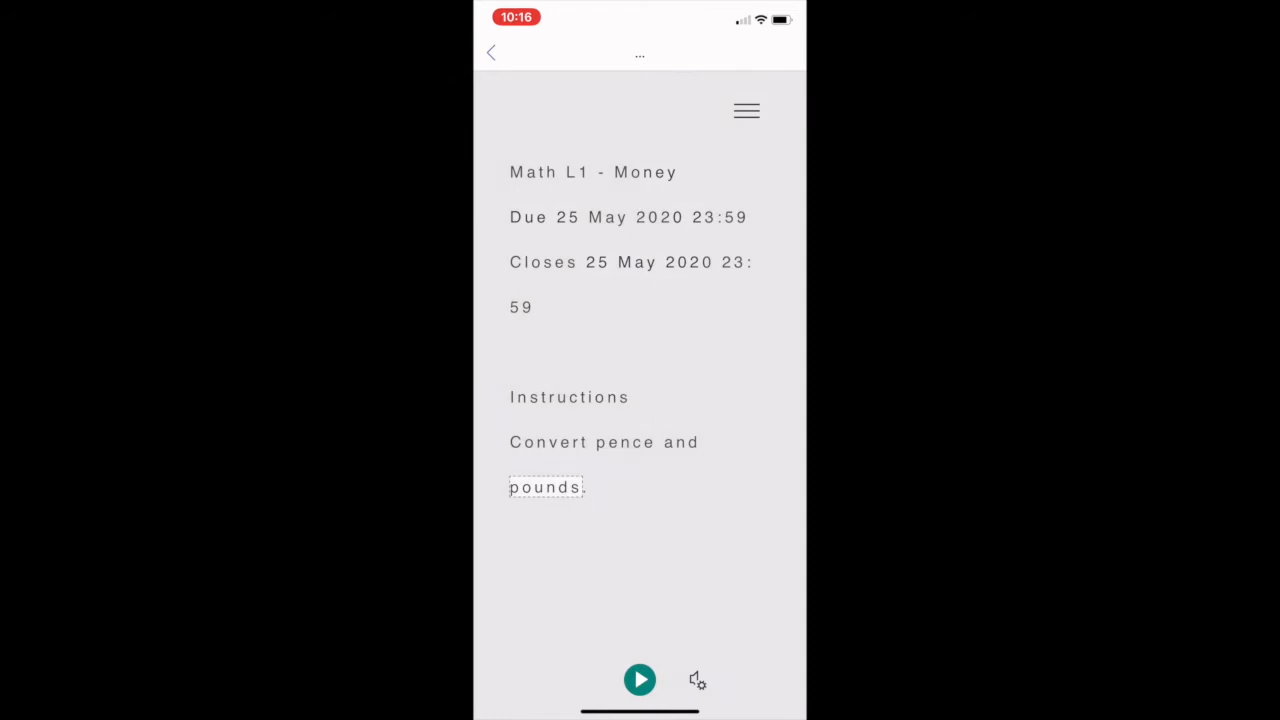 10:16
...
Math L1 - Money
Due 25 May 2020 23:59
Closes 25 May 2020 23:
59
Instructions
Convert pence and
pounds.